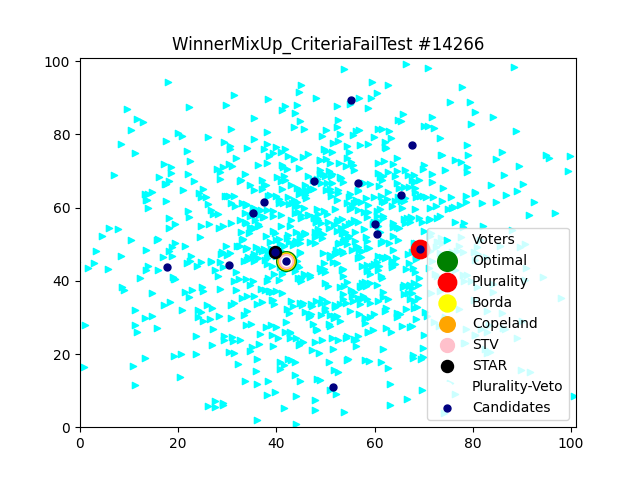 WinnerMixUp_CriteriaFailTest #14266
100
80
60
40
20
0
0 20 40 60 80 100
Voters
Optimal
Plurality
Borda
Copeland
STV
STAR
Plurality-Veto
Candidates